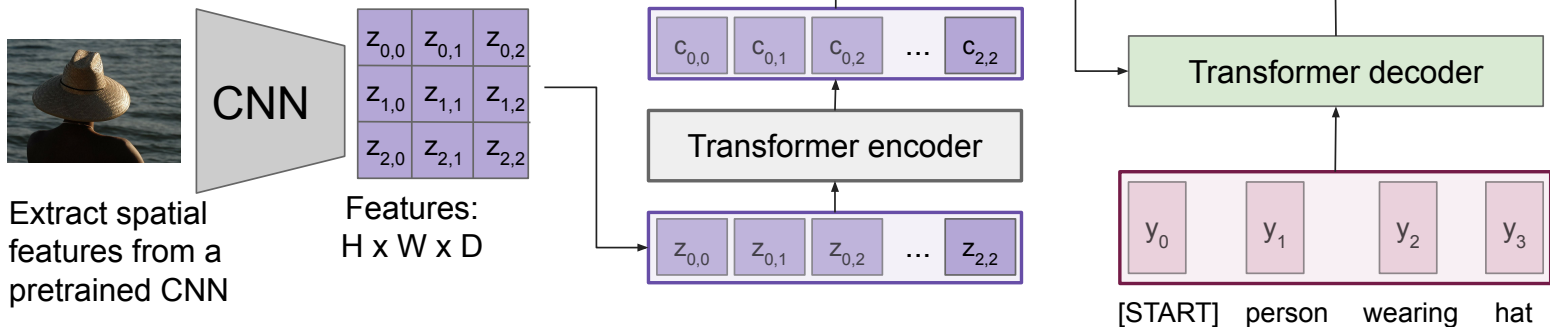 CNN
z0,0 z0,1 z0,2
z1,0 z1,1 z1,2
z2,0 z2,1 z2,2
Extract spatial
features from a
pretrained CNN
Features:
H x W x D
c0,0 c0,1 c0,2 ... c2,2
Transformer encoder
z0,0 z0,1 z0,2 ... z2,2
Transformer decoder
y0 y1 y2 y3
[START] person wearing hat